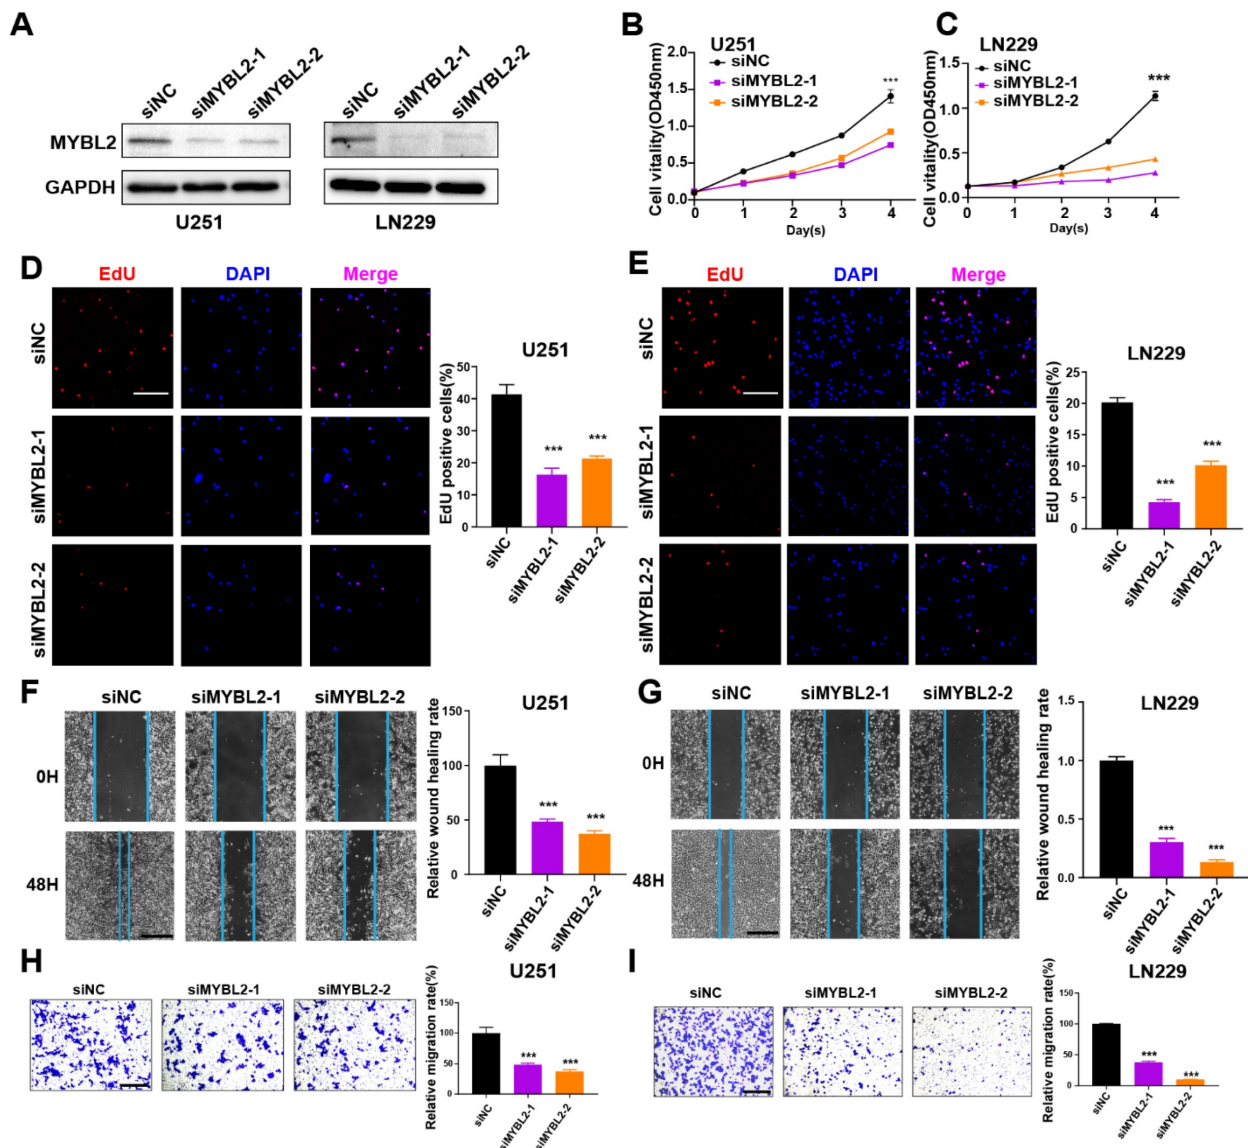 A
siNC
siMYBL2-1
siMYBL2-2
siNC
siMYBL2-1
siMYBL2-2
MYBL2
GAPDH
U251
LN229
B
U251
siNC
siMYBL2-1
siMYBL2-2
***
Cell vitality(OD450nm)
2.0
1.5
1.0
0.5
0.0
0 1 2 3 4
Day(s)
C
LN229
siNC
siMYBL2-1
siMYBL2-2
***
Cell vitality(OD450nm)
1.5
1.0
0.5
0.0
0 1 2 3 4
Day(s)
D
EdU DAPI Merge
siNC
siMYBL2-1
siMYBL2-2
U251
EdU positive cells(%)
50
40
30
20
10
0
***
***
siNC
siMYBL2-1
siMYBL2-2
E
EdU DAPI Merge
siNC
siMYBL2-1
siMYBL2-2
LN229
EdU positive cells(%)
25
20
15
10
5
0
***
***
siNC
siMYBL2-1
siMYBL2-2
F
siNC siMYBL2-1 siMYBL2-2
0H
48H
U251
Relative wound healing rate
150
100
50
0
***
***
siNC
siMYBL2-1
siMYBL2-2
G
siNC siMYBL2-1 siMYBL2-2
0H
48H
LN229
Relative wound healing rate
1.5
1.0
0.5
0.0
***
***
siNC
siMYBL2-1
siMYBL2-2
H
siNC siMYBL2-1 siMYBL2-2
U251
Relative migration rate(%)
150
100
50
0
***
***
siNC
siMYBL2-1
siMYBL2-2
I
siNC siMYBL2-1 siMYBL2-2
LN229
Relative migration rate(%)
150
100
50
0
***
***
siNC
siMYBL2-1
siMYBL2-2